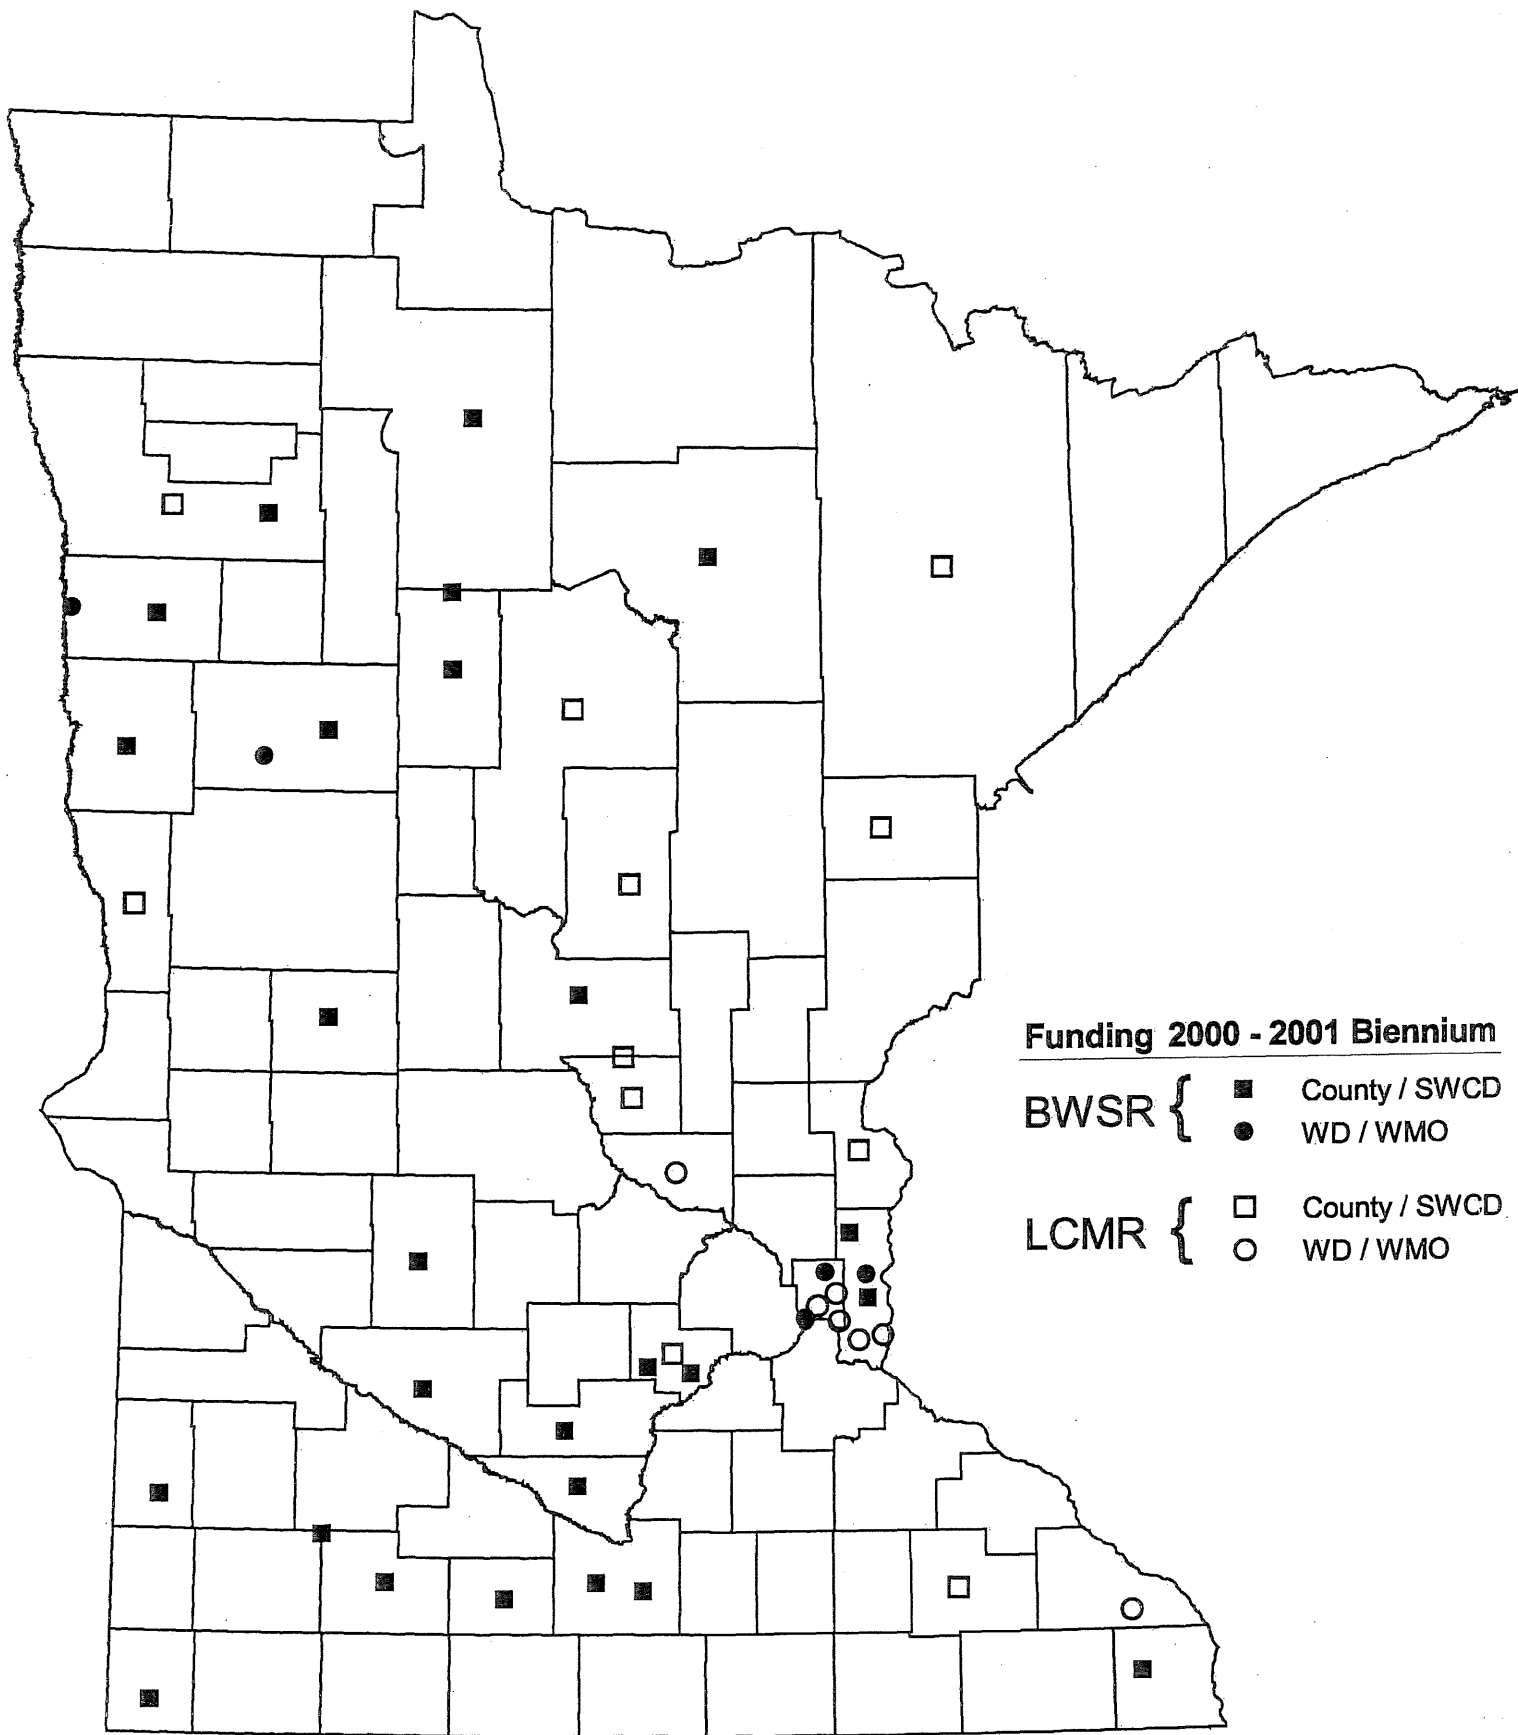 Funding 2000 - 2001 Biennium
BWSR { County / SWCD
WD / WMO
LCMR { County / SWCD
WD / WMO